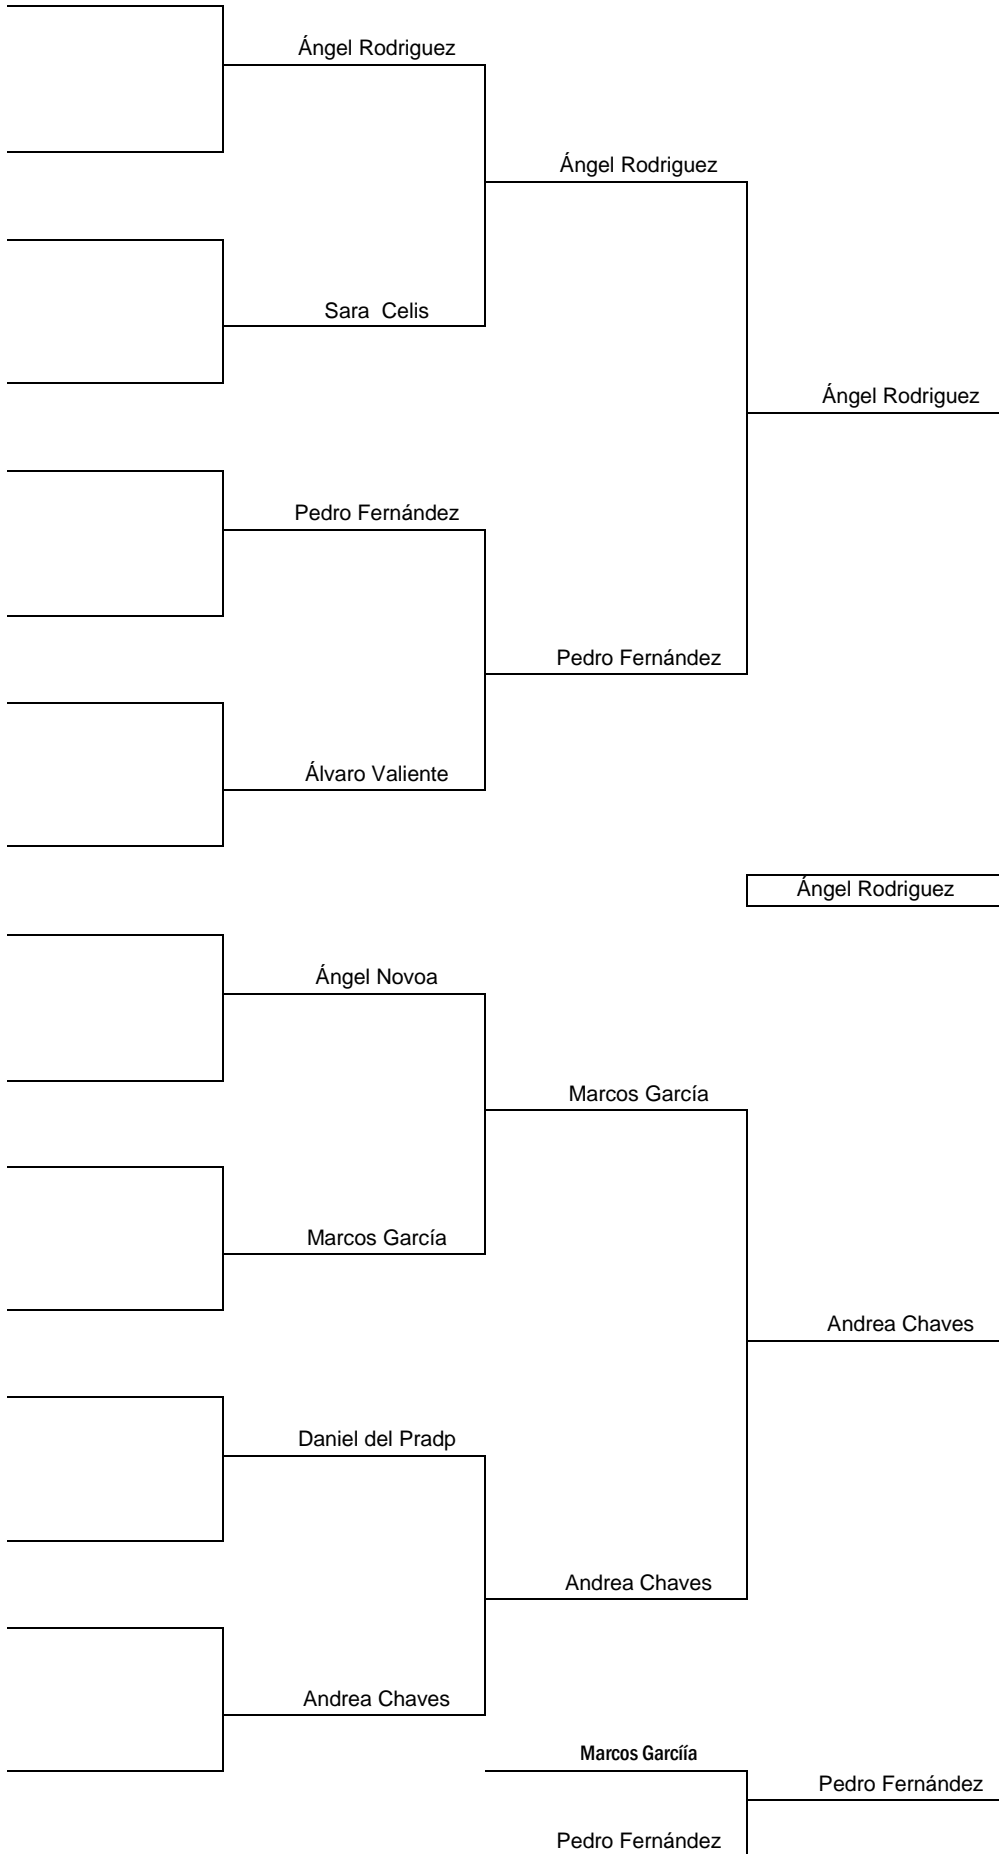 Ángel Rodriguez
Ángel Rodriguez
Sara Celis
Ángel Rodriguez
Pedro Fernández
Pedro Fernández
Álvaro Valiente
Ángel Rodriguez
Ángel Novoa
Marcos García
Marcos García
Andrea Chaves
Daniel del Pradp
Andrea Chaves
Andrea Chaves
Marcos Garcíía
Pedro Fernández
Pedro Fernández